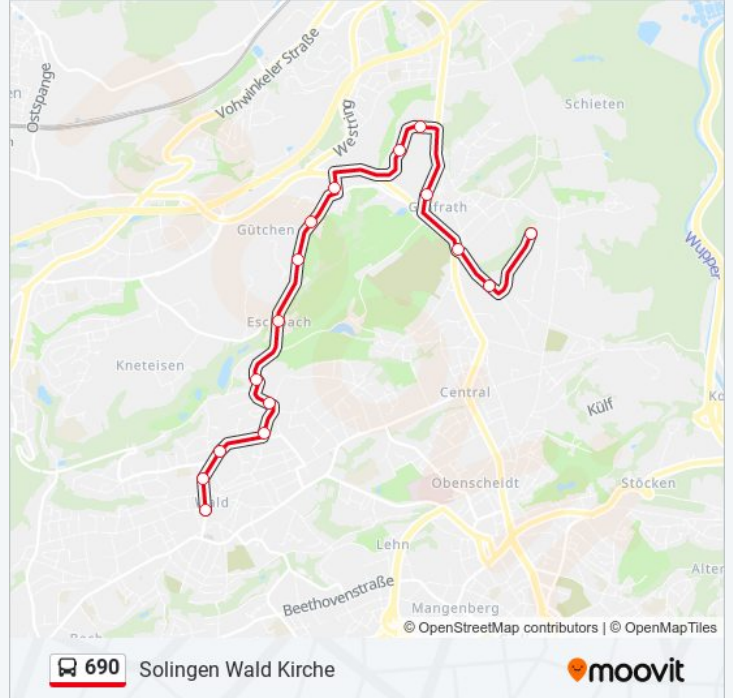 Vohwinkeler Straße
Ostspange
Westring
Schieten
Gräfrath
Gütchen
Wupper
Eschbach
Kneteisen
Central
Külf
Wald
Obenscheidt
Stöcken
Lehn
Beethovenstraße
Mangenberg
© OpenStreetMap contributors | © OpenMapTiles
690 Solingen Wald Kirche
moovit